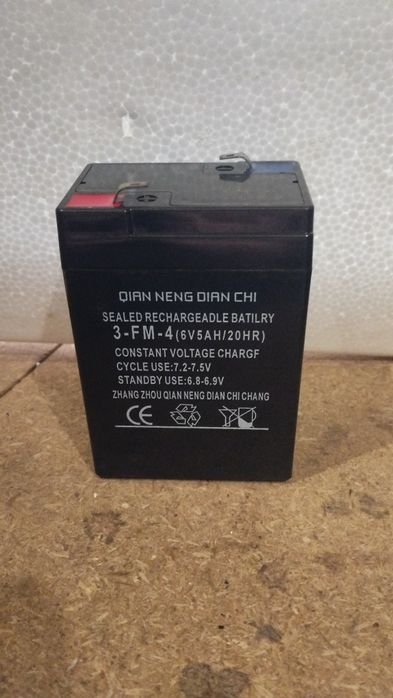 QIAN NENG DIAN CHI
SEALED RECHARGEADLE BATILRY
3-FM-4(6V5AH/20HR)
CONSTANT VOLTAGE CHARGF
CYCLE USE:7.2-7.5V
STANDBY USE:6.8-6.9V
ZHANG ZHOU QIAN NENG DIAN CHI CHANG
CE